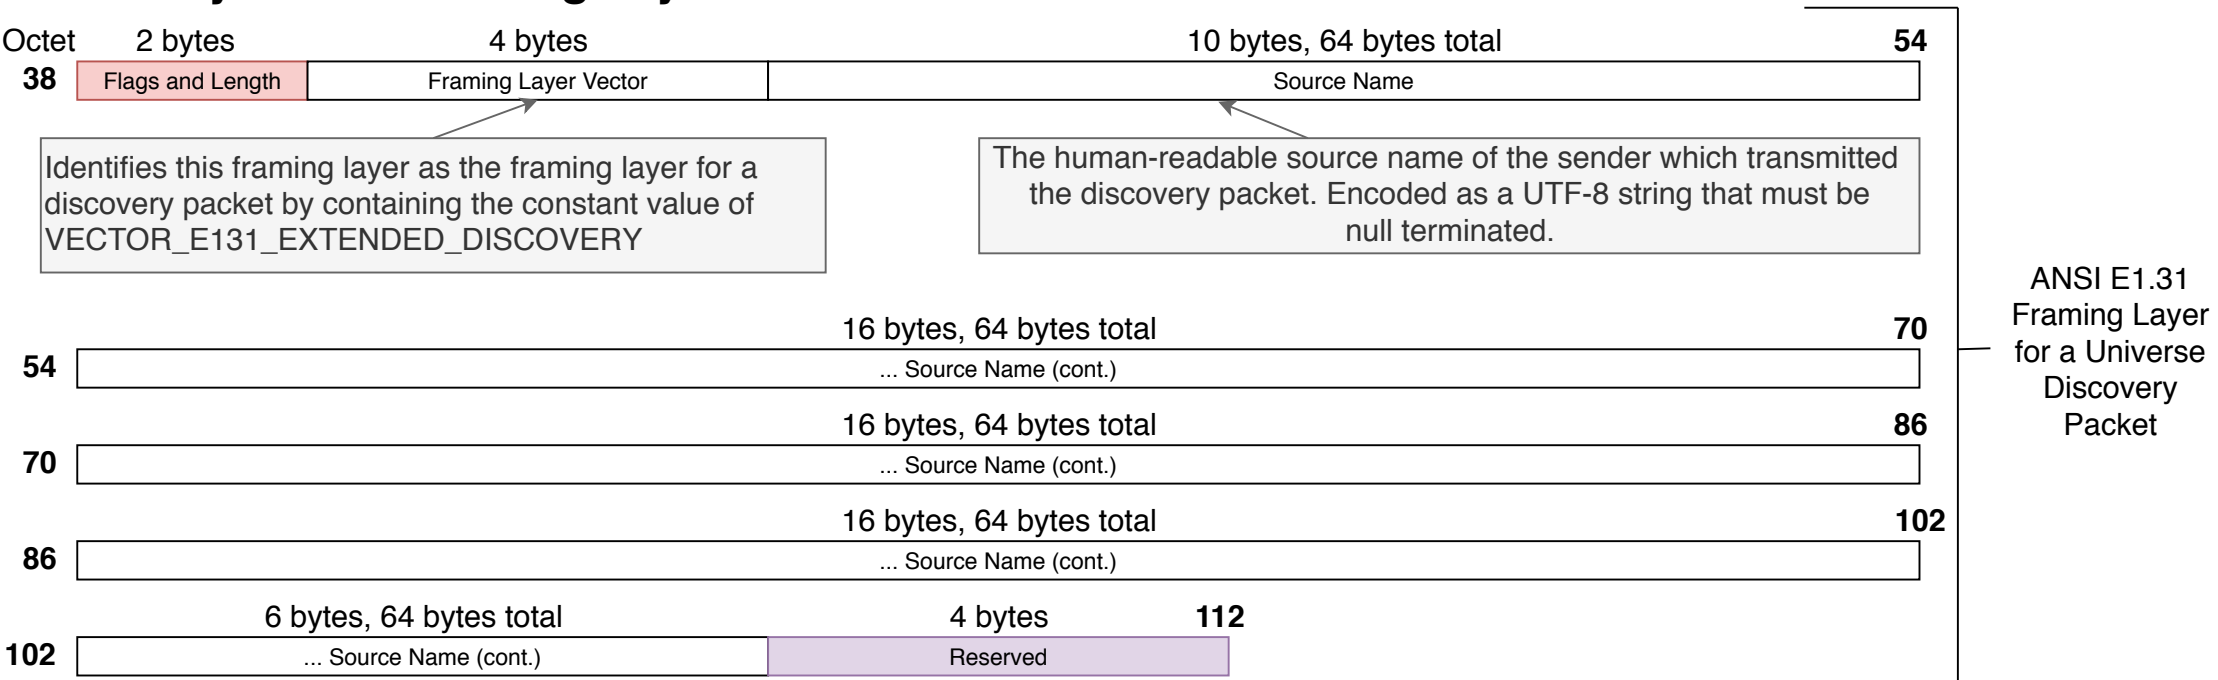 Octet 2 bytes 4 bytes 10 bytes, 64 bytes total 54
38 Flags and Length Framing Layer Vector Source Name
Identifies this framing layer as the framing layer for a
discovery packet by containing the constant value of
VECTOR_E131_EXTENDED_DISCOVERY
The human-readable source name of the sender which transmitted
the discovery packet. Encoded as a UTF-8 string that must be
null terminated.
16 bytes, 64 bytes total 70
54 ... Source Name (cont.)
16 bytes, 64 bytes total 86
70 ... Source Name (cont.)
16 bytes, 64 bytes total 102
86 ... Source Name (cont.)
6 bytes, 64 bytes total 4 bytes 112
102 ... Source Name (cont.) Reserved
ANSI E1.31
Framing Layer
for a Universe
Discovery
Packet